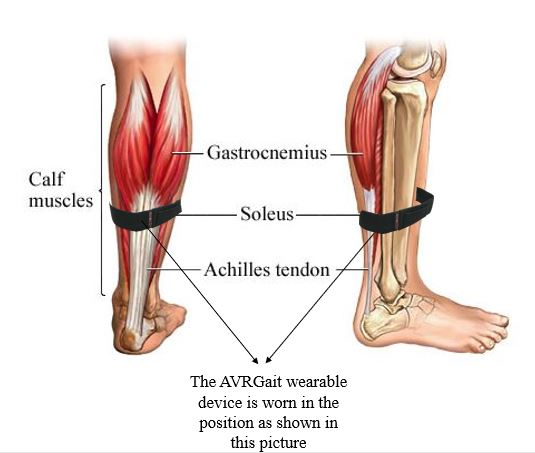 Gastrocnemius
Calf
muscles
Soleus
Achilles tendon
The AVRGait wearable
device is worn in the
position as shown in
this picture